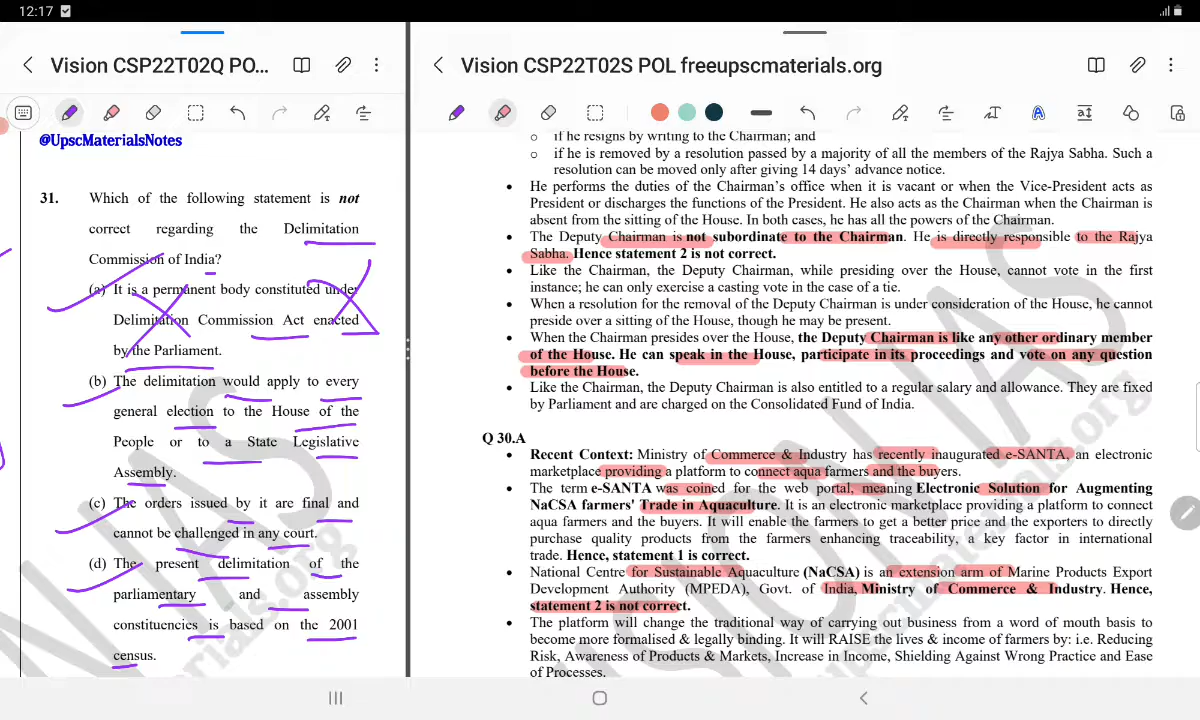 12:17
Vision CSP22T02Q PO...
Vision CSP22T02S POL freeupscmaterials.org
@UpscMaterialsNotes
31. Which of the following statement is not
correct regarding the Delimitation
Commission of India?
(a) It is a permanent body constituted under
Delimitation Commission Act enacted
by the Parliament.
(b) The delimitation would apply to every
general election to the House of the
People or to a State Legislative
Assembly.
(c) The orders issued by it are final and
cannot be challenged in any court.
(d) The present delimitation of the
parliamentary and assembly
constituencies is based on the 2001
census.
o if he resigns by writing to the Chairman; and
o if he is removed by a resolution passed by a majority of all the members of the Rajya Sabha. Such a
resolution can be moved only after giving 14 days' advance notice.
• He performs the duties of the Chairman's office when it is vacant or when the Vice-President acts as
President or discharges the functions of the President. He also acts as the Chairman when the Chairman is
absent from the sitting of the House. In both cases, he has all the powers of the Chairman.
• The Deputy Chairman is not subordinate to the Chairman. He is directly responsible to the Rajya
Sabha. Hence statement 2 is not correct.
• Like the Chairman, the Deputy Chairman, while presiding over the House, cannot vote in the first
instance; he can only exercise a casting vote in the case of a tie.
• When a resolution for the removal of the Deputy Chairman is under consideration of the House, he cannot
preside over a sitting of the House, though he may be present.
• When the Chairman presides over the House, the Deputy Chairman is like any other ordinary member
of the House. He can speak in the House, participate in its proceedings and vote on any question
before the House.
• Like the Chairman, the Deputy Chairman is also entitled to a regular salary and allowance. They are fixed
by Parliament and are charged on the Consolidated Fund of India.
Q 30.A
• Recent Context: Ministry of Commerce & Industry has recently inaugurated e-SANTA, an electronic
marketplace providing a platform to connect aqua farmers and the buyers.
• The term e-SANTA was coined for the web portal, meaning Electronic Solution for Augmenting
NaCSA farmers' Trade in Aquaculture. It is an electronic marketplace providing a platform to connect
aqua farmers and the buyers. It will enable the farmers to get a better price and the exporters to directly
purchase quality products from the farmers enhancing traceability, a key factor in international
trade. Hence, statement 1 is correct.
• National Centre for Sustainable Aquaculture (NaCSA) is an extension arm of Marine Products Export
Development Authority (MPEDA), Govt. of India, Ministry of Commerce & Industry. Hence,
statement 2 is not correct.
• The platform will change the traditional way of carrying out business from a word of mouth basis to
become more formalised & legally binding. It will RAISE the lives & income of farmers by: i.e. Reducing
Risk, Awareness of Products & Markets, Increase in Income, Shielding Against Wrong Practice and Ease
of Processes.